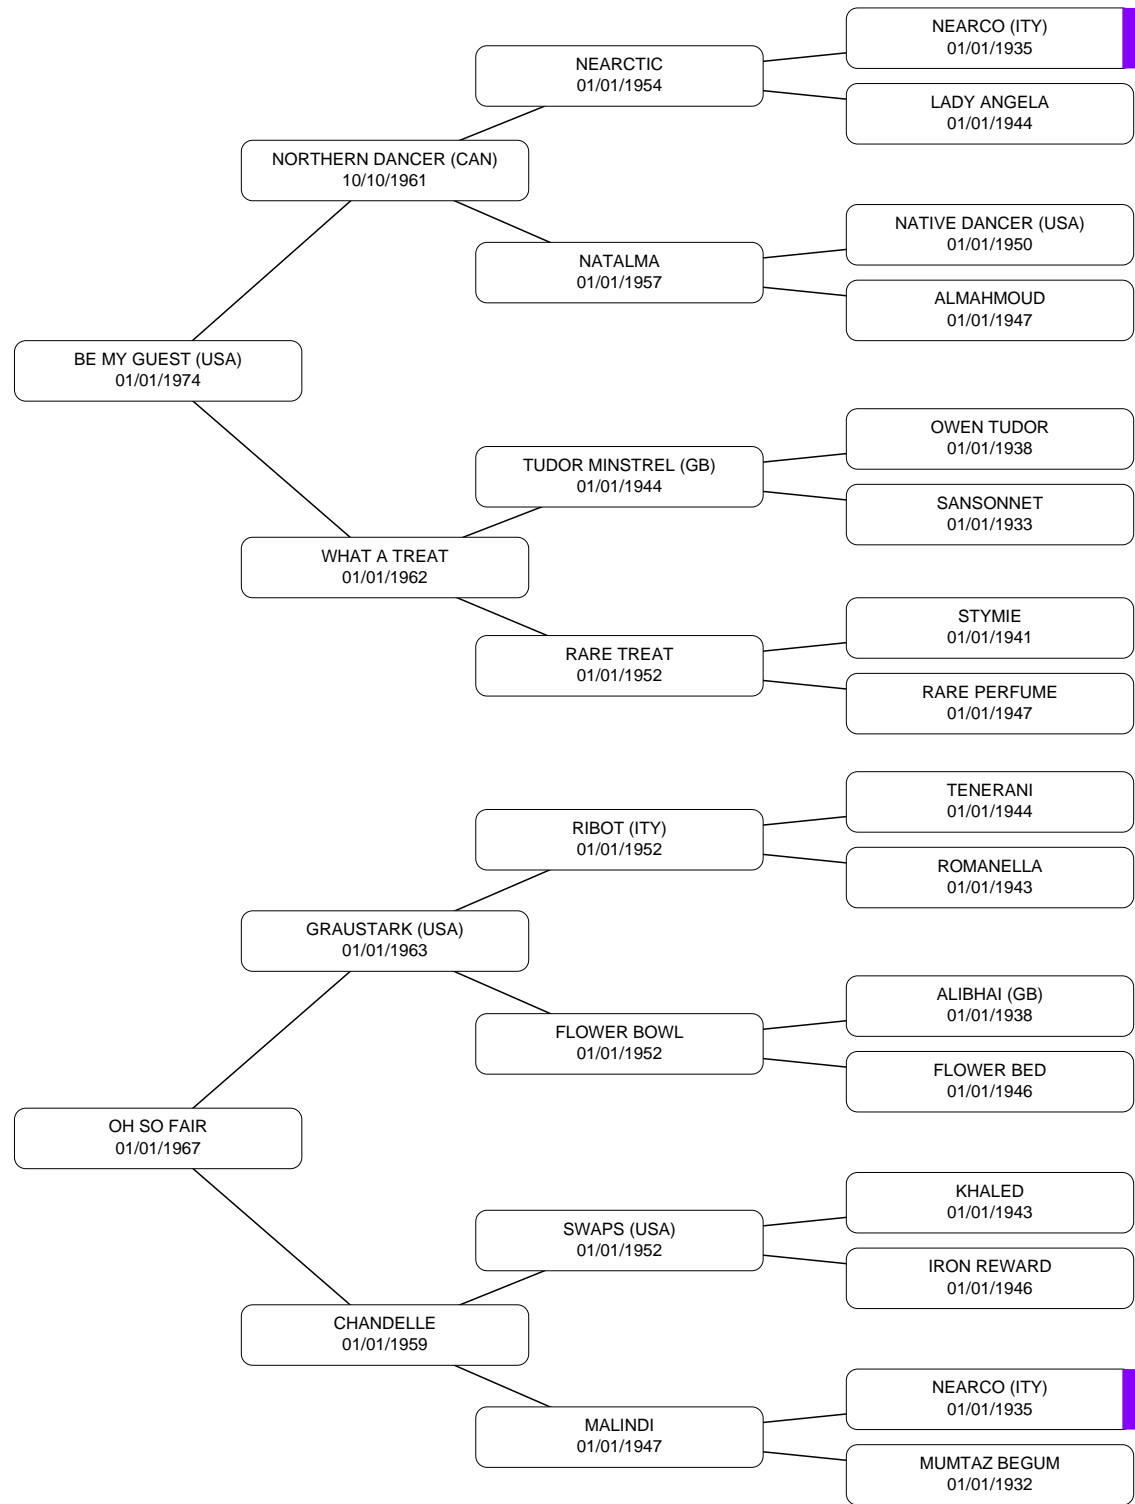 NEARCO (ITY)
01/01/1935
NEARCTIC
01/01/1954
LADY ANGELA
01/01/1944
NORTHERN DANCER (CAN)
10/10/1961
NATIVE DANCER (USA)
01/01/1950
NATALMA
01/01/1957
ALMAHMOUD
01/01/1947
BE MY GUEST (USA)
01/01/1974
OWEN TUDOR
01/01/1938
TUDOR MINSTREL (GB)
01/01/1944
SANSONNET
01/01/1933
WHAT A TREAT
01/01/1962
STYMIE
01/01/1941
RARE TREAT
01/01/1952
RARE PERFUME
01/01/1947
TENERANI
01/01/1944
RIBOT (ITY)
01/01/1952
ROMANELLA
01/01/1943
GRAUSTARK (USA)
01/01/1963
ALIBHAI (GB)
01/01/1938
FLOWER BOWL
01/01/1952
FLOWER BED
01/01/1946
OH SO FAIR
01/01/1967
KHALED
01/01/1943
SWAPS (USA)
01/01/1952
IRON REWARD
01/01/1946
CHANDELLE
01/01/1959
NEARCO (ITY)
01/01/1935
MALINDI
01/01/1947
MUMTAZ BEGUM
01/01/1932